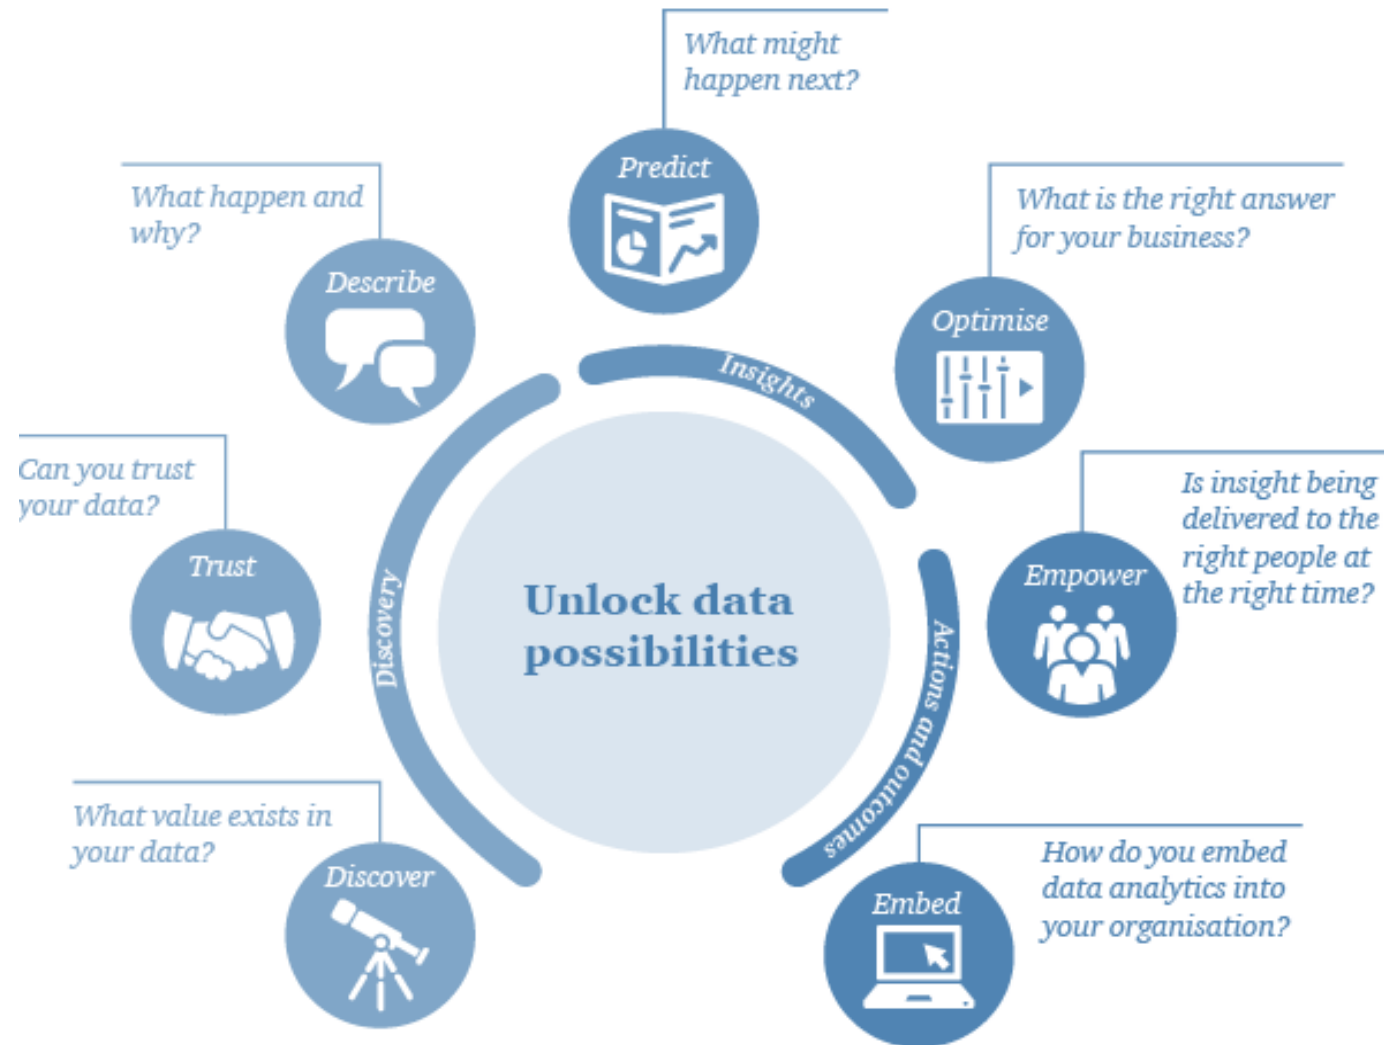 What might
happen next?
Predict
What happen and
why?
Describe
What is the right answer
for your business?
Optimise
Insights
Can you trust
your data?
Trust
Discovery
Unlock data
possibilities
Is insight being
delivered to the
right people at
the right time?
Empower
Actions and outcomes
What value exists in
your data?
Discover
How do you embed
data analytics into
your organisation?
Embed